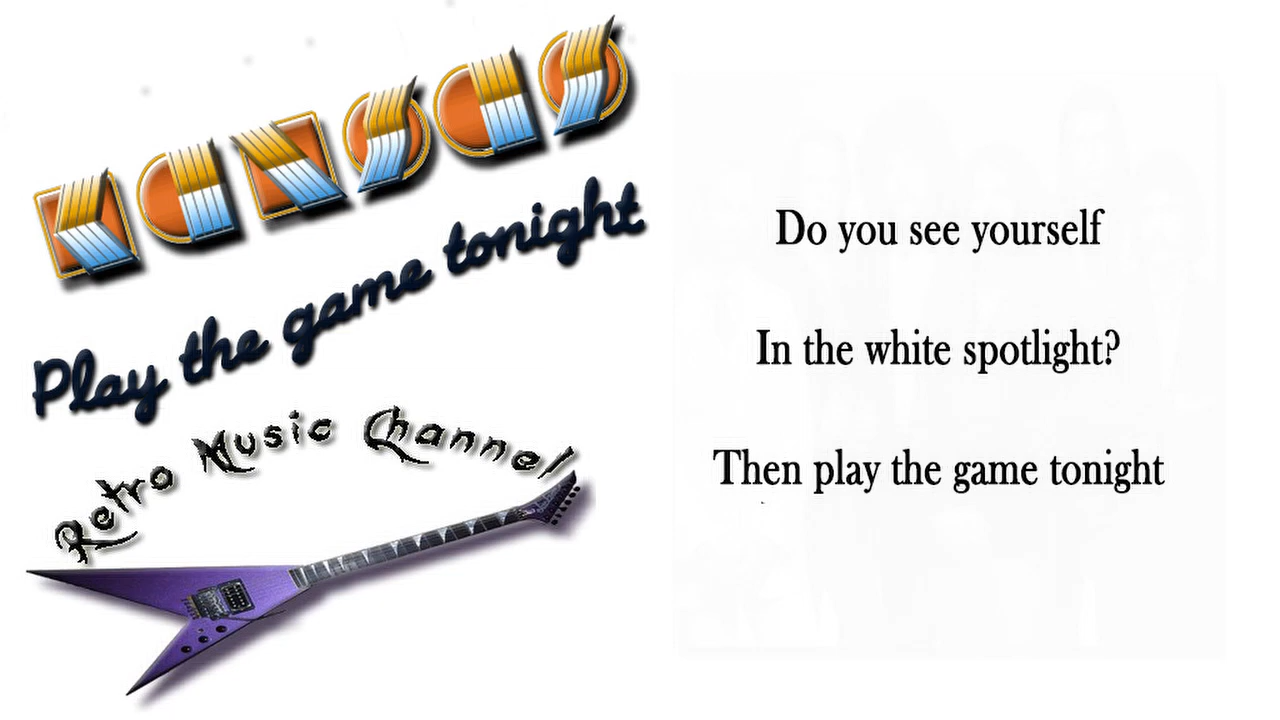 KANSAS
Play the game tonight
Retro Music Channel
Do you see yourself
In the white spotlight?
Then play the game tonight